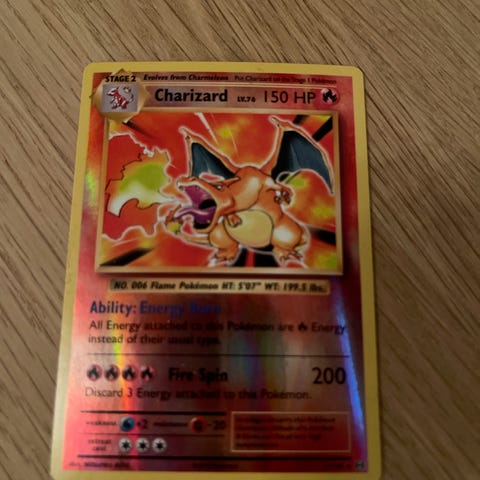 STAGE 2 Evolves from Charmeleon Put Charizard on the Stage 1 Pokémon
Charizard LV.76 150 HP
NO. 006 Flame Pokémon HT: 5'07" WT: 199.5 lbs.
Ability: Energy Burn
All Energy attached to this Pokémon are Energy
instead of their usual type.
Fire Spin 200
Discard 3 Energy attached to this Pokémon.
weakness ×2 resistance -20
retreat
cost